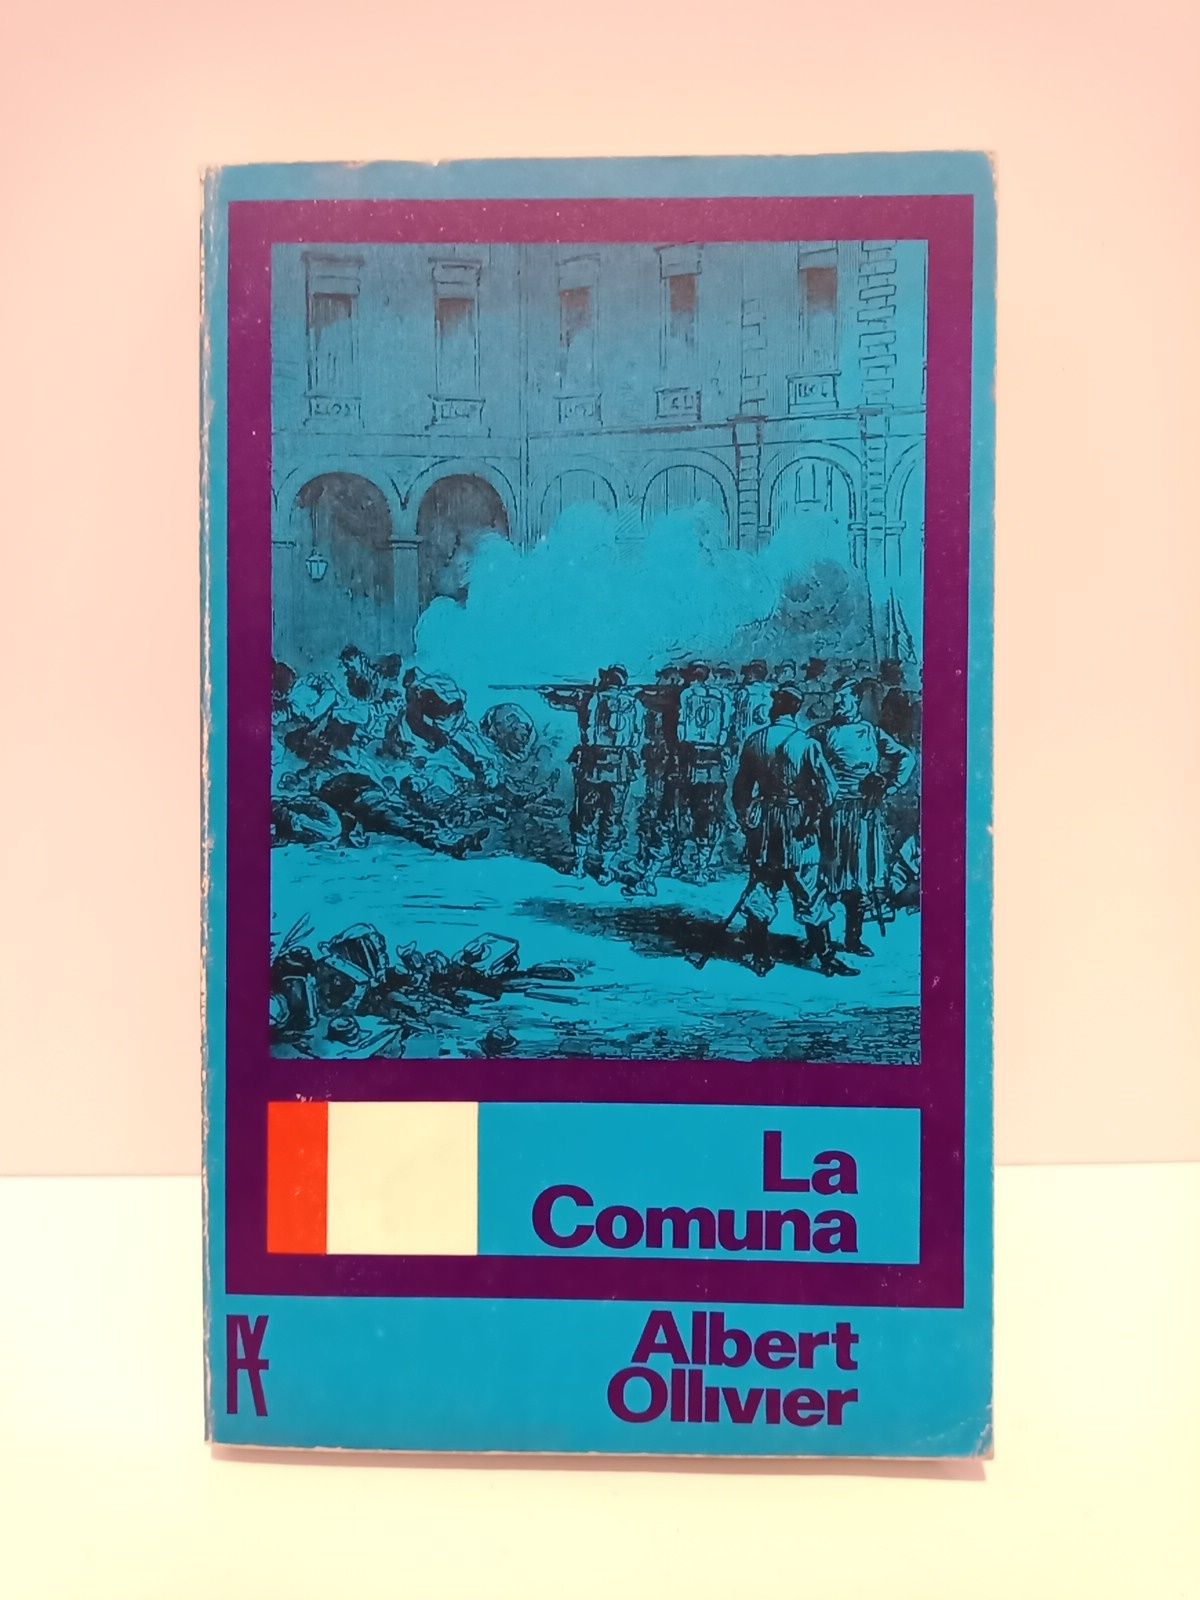 La
Comuna
Albert
Ollivier